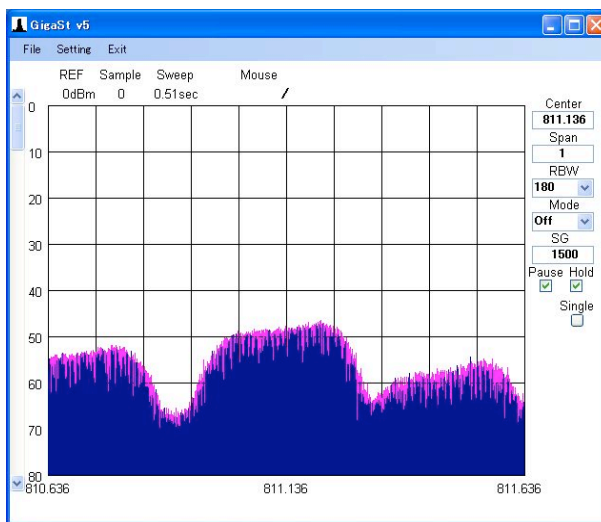 GigaSt v5
File Setting Exit
REF Sample Sweep Mouse
0dBm 0 0.51sec /
0
10
20
30
40
50
60
70
80
810.636 811.136 811.636
Center
811.136
Span
1
RBW
180
Mode
Off
SG
1500
Pause Hold
Single